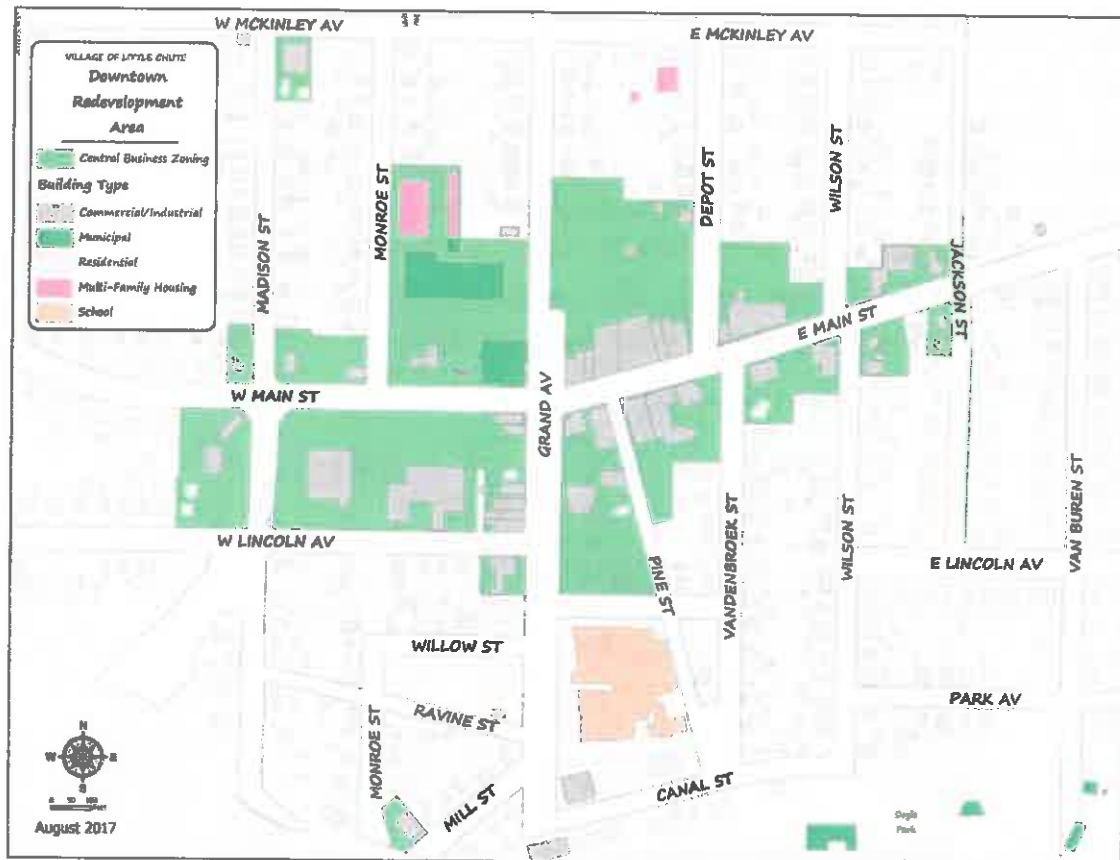 W MCKINLEY AV
E MCKINLEY AV
VILLAGE OF LITTLE CHUTE
Downtown
Redevelopment
Area
Central Business Zoning
Building Type
Commercial/Industrial
Municipal
Residential
Multi-Family Housing
School
MADISON ST
MONROE ST
DEPOT ST
WILSON ST
JACKSON ST
E MAIN ST
W MAIN ST
GRAND AV
W LINCOLN AV
PINE ST
VANDENBROEK ST
WILSON ST
E LINCOLN AV
VAN BUREN ST
WILLOW ST
RAVINE ST
MONROE ST
MILL ST
CANAL ST
PARK AV
Doyle
Park
N
W
E
S
August 2017